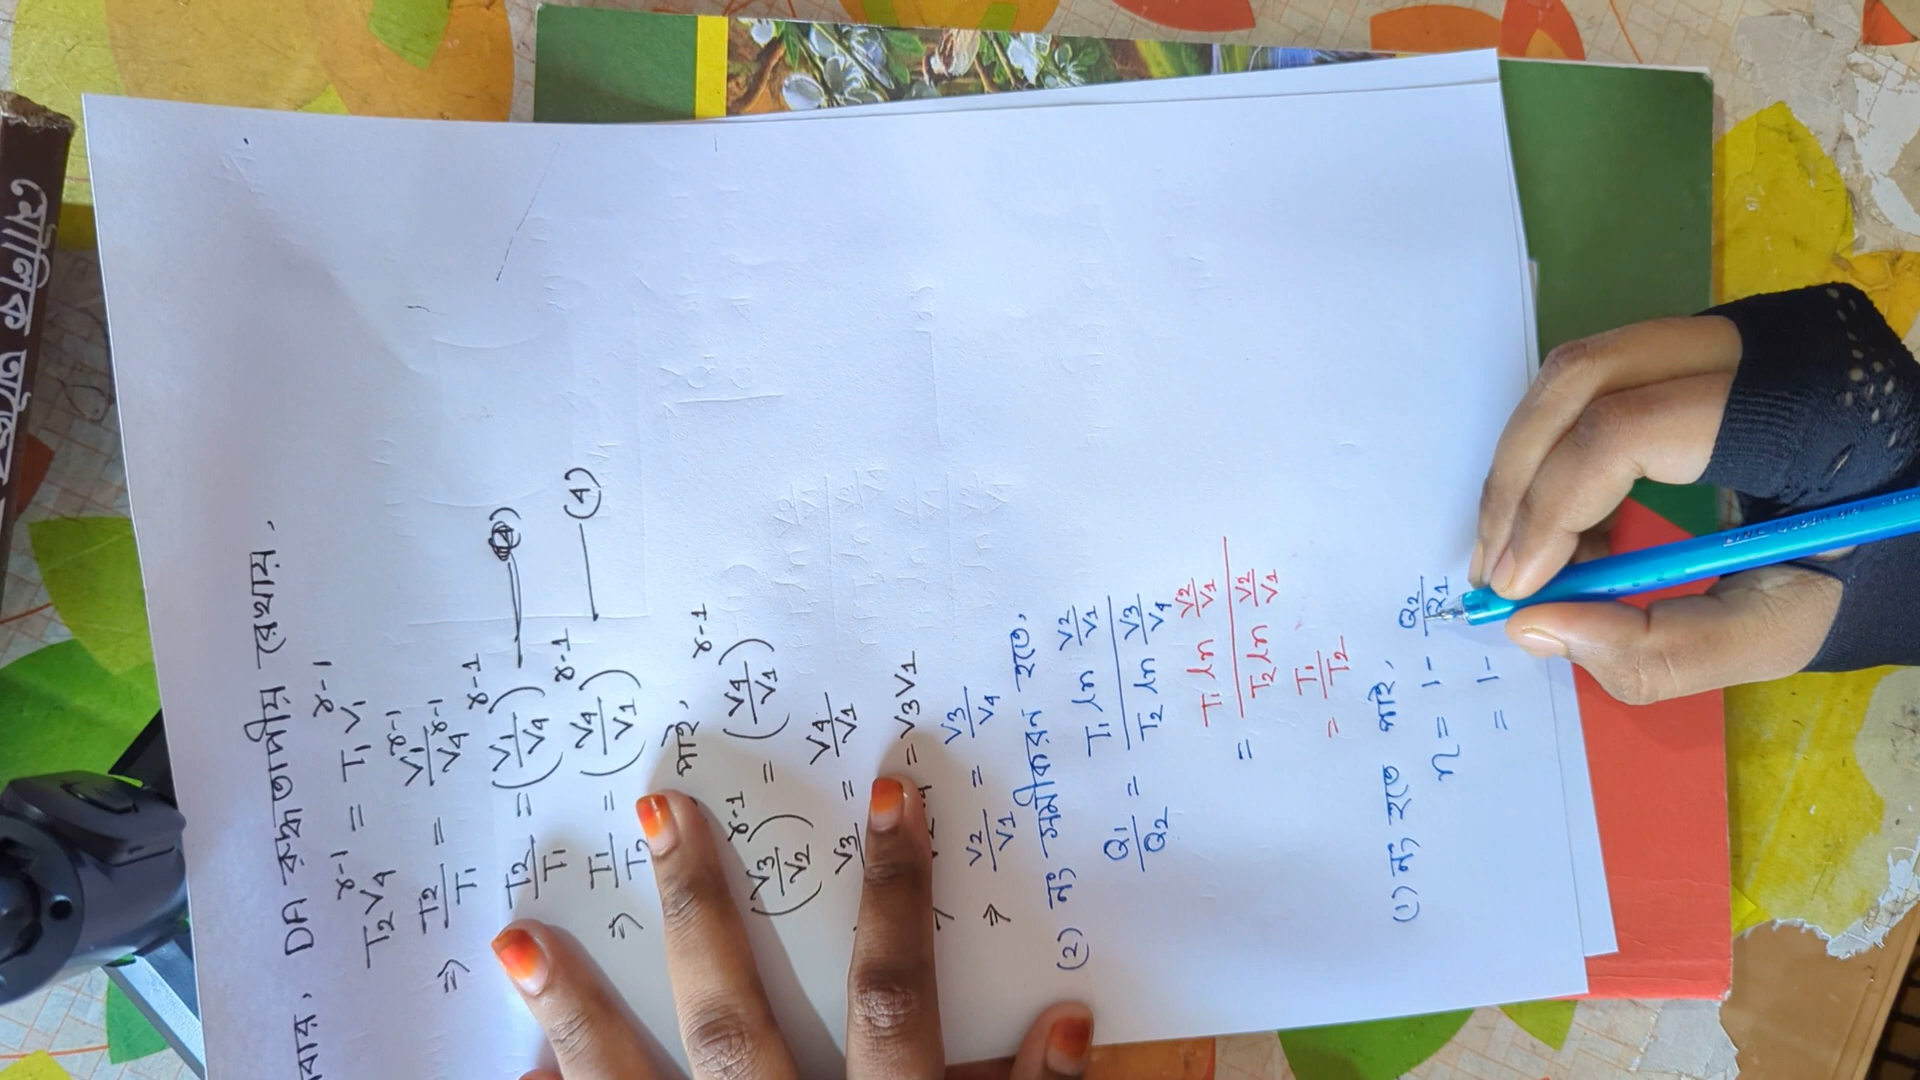 বার, DA রুদ্ধতাপীয় রেখায়,
T₂V₄^(γ-1) = T₁V₁^(γ-1)
⇒ T₂/T₁ = V₁^(γ-1)/V₄^(γ-1)
T₂/T₁ = (V₁/V₄)^(γ-1)
⇒ T₁/T₂ = (V₄/V₁)^(γ-1) —— (4)
পাই,
(V₃/V₂)^(γ-1) = (V₄/V₁)^(γ-1)
V₃ = V₄/V₁
= V₃V₁
⇒ V₂/V₁ = V₃/V₄
(2) নং সমীকরণ হতে,
Q₁/Q₂ = (T₁ ln V₂/V₁)/(T₂ ln V₃/V₄)
= (T₁ ln V₂/V₁)/(T₂ ln V₂/V₁)
= T₁/T₂
(1) নং হতে পাই,
η = 1 - Q₂/Q₁
= 1 -
মৌলিক